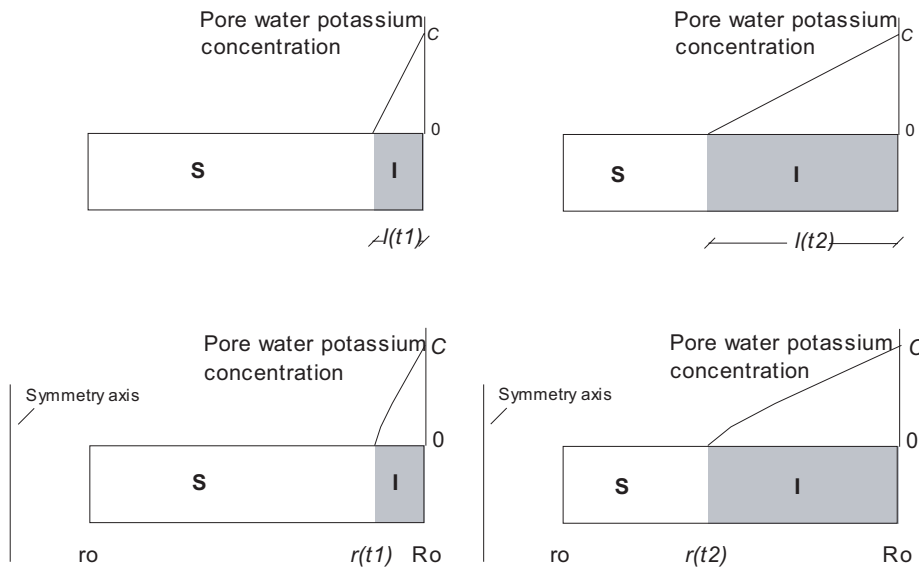 Pore water potassium
concentration
C
0
S
I
l(t1)
Pore water potassium
concentration
C
0
S
I
l(t2)
Pore water potassium
concentration
C
Symmetry axis
0
S
I
ro
r(t1)
Ro
Pore water potassium
concentration
C
Symmetry axis
0
S
I
ro
r(t2)
Ro